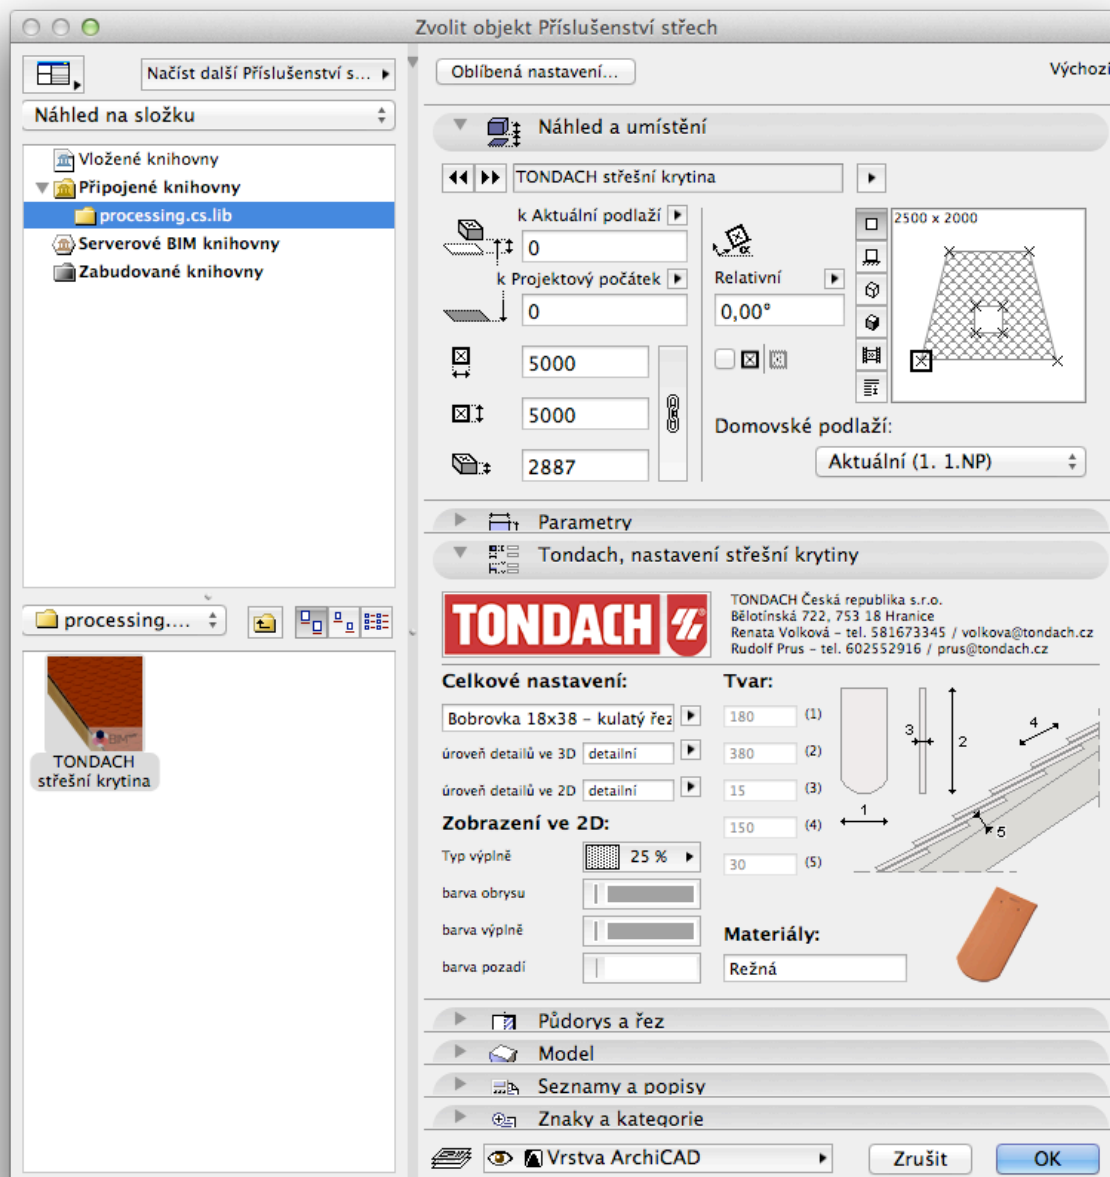 Zvolit objekt Příslušenství střech
Načíst další Příslušenství s...
Náhled na složku
Vložené knihovny
Připojené knihovny
processing.cs.lib
Serverové BIM knihovny
Zabudované knihovny
processing....
TONDACH
střešní krytina
Oblíbená nastavení...
Výchozí
Náhled a umístění
TONDACH střešní krytina
k Aktuální podlaží
0
k Projektový počátek
0
5000
5000
2887
Relativní
0,00°
2500 x 2000
Domovské podlaží:
Aktuální (1. 1.NP)
Parametry
Tondach, nastavení střešní krytiny
TONDACH
TONDACH Česká republika s.r.o.
Bělotínská 722, 753 18 Hranice
Renata Volková – tel. 581673345 / volkova@tondach.cz
Rudolf Prus – tel. 602552916 / prus@tondach.cz
Celkové nastavení:
Bobrovka 18x38 – kulatý řez
úroveň detailů ve 3D detailní
úroveň detailů ve 2D detailní
Zobrazení ve 2D:
Typ výplně 25 %
barva obrysu
barva výplně
barva pozadí
Tvar:
180 (1)
380 (2)
15 (3)
150 (4)
30 (5)
1
2
3
4
5
Materiály:
Režná
Půdorys a řez
Model
Seznamy a popisy
Znaky a kategorie
Vrstva ArchiCAD
Zrušit
OK